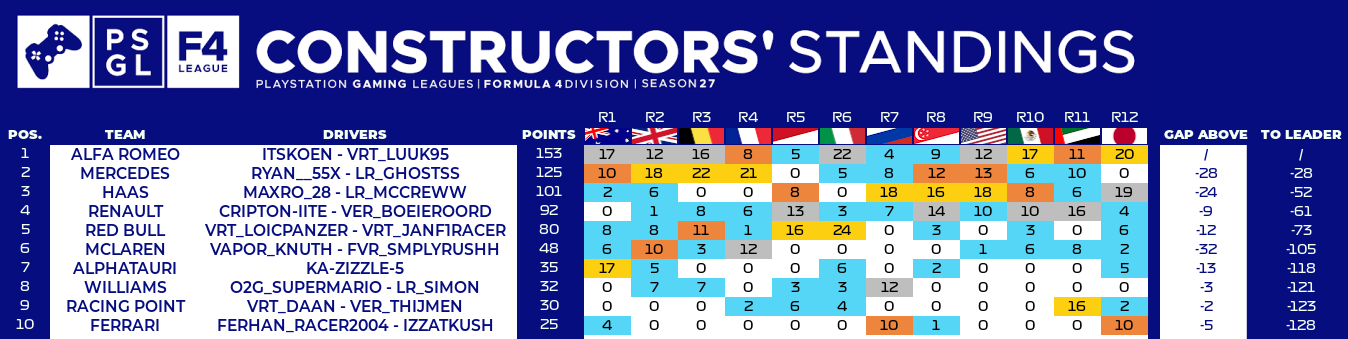 PS
GL
F4
LEAGUE
CONSTRUCTORS' STANDINGS
PLAYSTATION GAMING LEAGUES | FORMULA 4 DIVISION | SEASON 27
R1 R2 R3 R4 R5 R6 R7 R8 R9 R10 R11 R12
POS. TEAM DRIVERS POINTS GAP ABOVE TO LEADER
1 ALFA ROMEO ITSKOEN - VRT_LUUK95 153 17 12 16 8 5 22 4 9 12 17 11 20 / /
2 MERCEDES RYAN__55X - LR_GHOSTSS 125 10 18 22 21 0 5 8 12 13 6 10 0 -28 -28
3 HAAS MAXRO_28 - LR_MCCREWW 101 2 6 0 0 8 0 18 16 18 8 6 19 -24 -52
4 RENAULT CRIPTON-IITE - VER_BOEIEROORD 92 0 1 8 6 13 3 7 14 10 10 16 4 -9 -61
5 RED BULL VRT_LOICPANZER - VRT_JANF1RACER 80 8 8 11 1 16 24 0 3 0 3 0 6 -12 -73
6 MCLAREN VAPOR_KNUTH - FVR_SMPLYRUSHH 48 6 10 3 12 0 0 0 0 1 6 8 2 -32 -105
7 ALPHATAURI KA-ZIZZLE-5 35 17 5 0 0 0 6 0 2 0 0 0 5 -13 -118
8 WILLIAMS O2G_SUPERMARIO - LR_SIMON 32 0 7 7 0 3 3 12 0 0 0 0 0 -3 -121
9 RACING POINT VRT_DAAN - VER_THIJMEN 30 0 0 0 2 6 4 0 0 0 0 16 2 -2 -123
10 FERRARI FERHAN_RACER2004 - IZZATKUSH 25 4 0 0 0 0 0 10 1 0 0 0 10 -5 -128